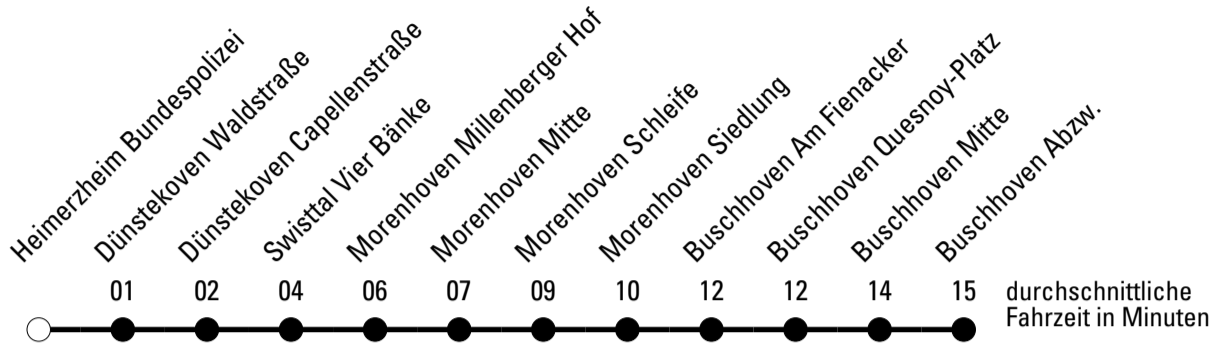 Heimerzheim Bundespolizei
Dünstekoven Waldstraße
Dünstekoven Capellenstraße
Swisttal Vier Bänke
Morenhoven Millenberger Hof
Morenhoven Mitte
Morenhoven Schleife
Morenhoven Siedlung
Buschhoven Am Fienacker
Buschhoven Quesnoy-Platz
Buschhoven Mitte
Buschhoven Abzw.
01 02 04 06 07 09 10 12 12 14 15
durchschnittliche
Fahrzeit in Minuten